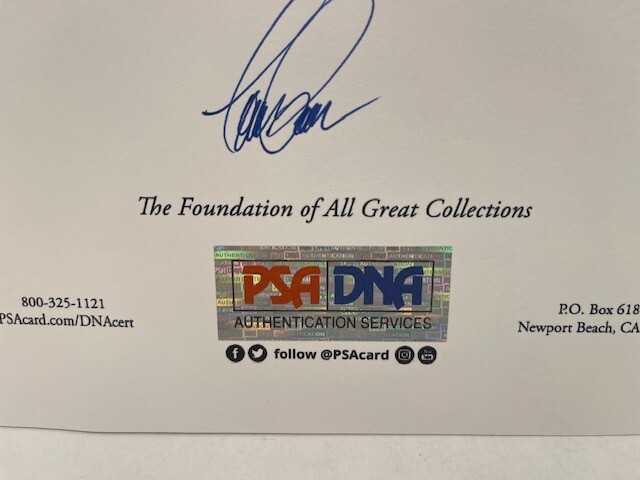 The Foundation of All Great Collections
PSA DNA
AUTHENTICATION SERVICES
800-325-1121
PSAcard.com/DNAcert
P.O. Box 618
Newport Beach, CA
follow @PSAcard